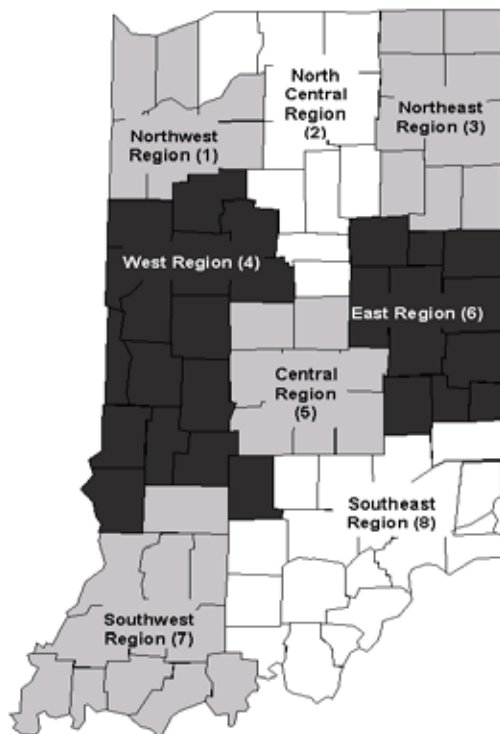 North
Central
Region
(2)
Northeast
Region (3)
Northwest
Region (1)
West Region (4)
East Region (6)
Central
Region
(5)
Southeast
Region (8)
Southwest
Region (7)